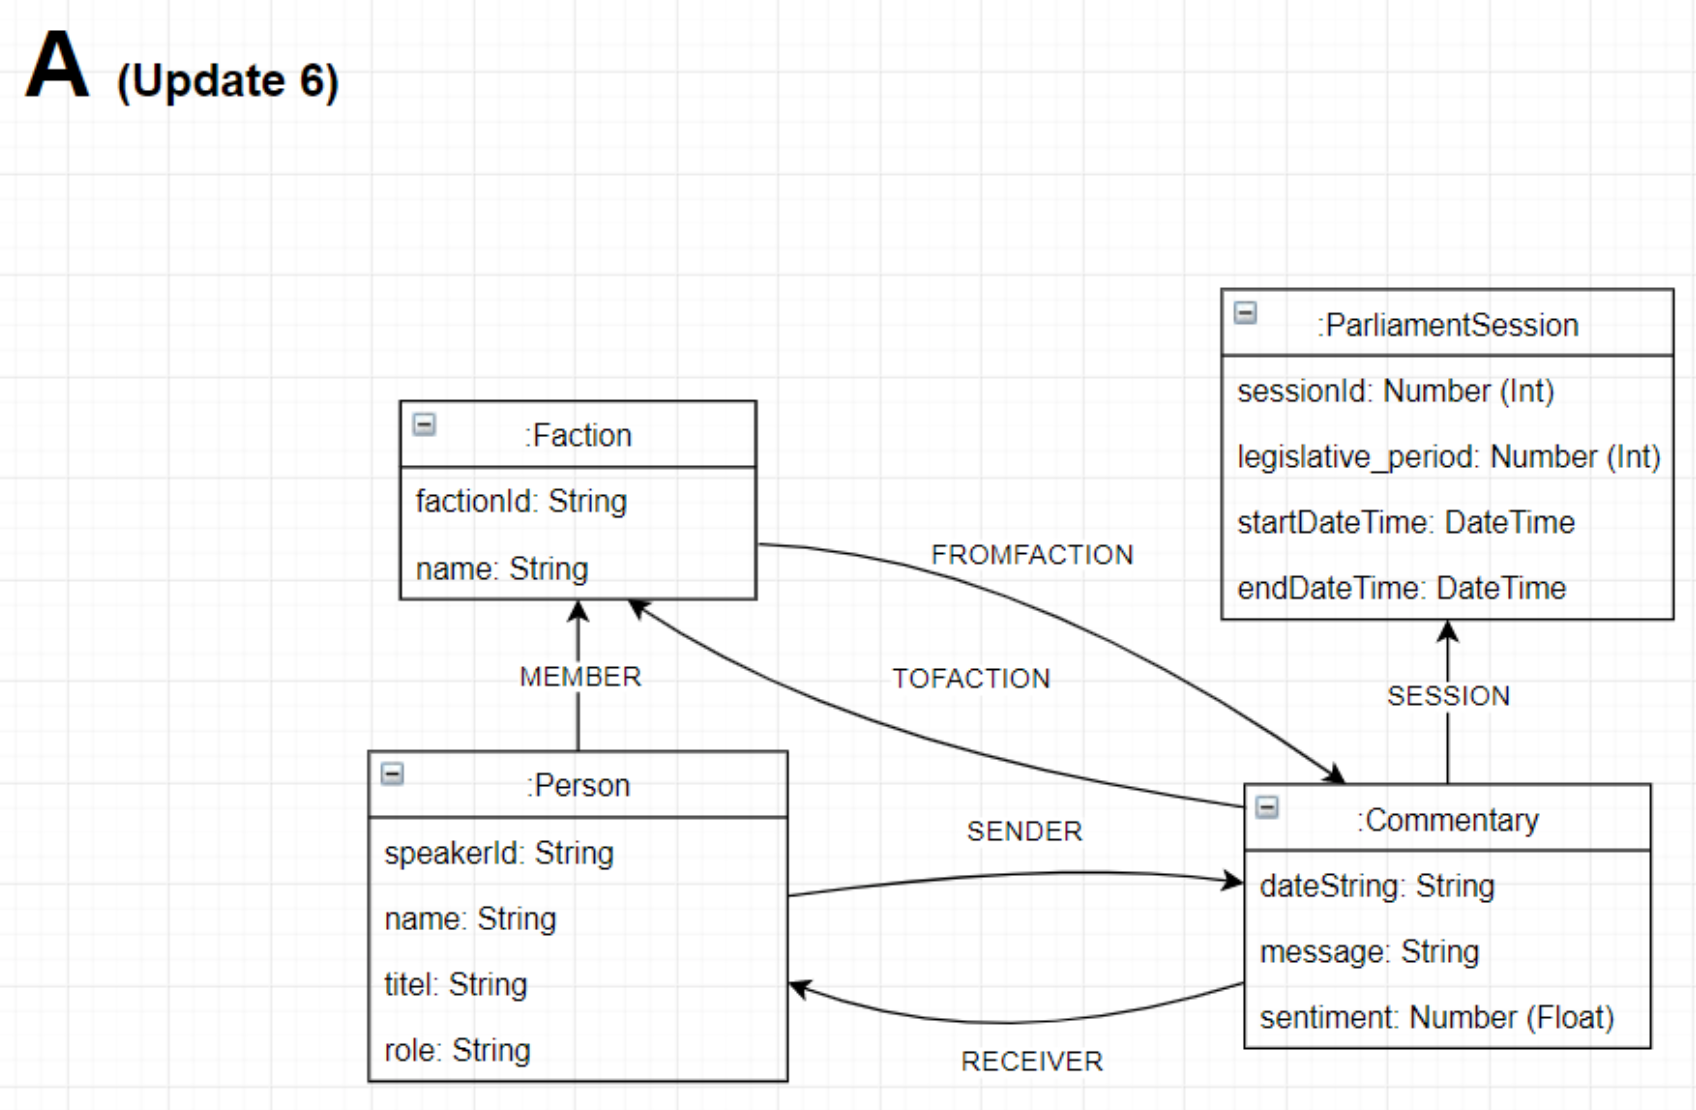 A (Update 6)
:ParliamentSession
sessionId: Number (Int)
legislative_period: Number (Int)
startDateTime: DateTime
endDateTime: DateTime
:Faction
factionId: String
name: String
FROMFACTION
TOFACTION
MEMBER
SESSION
:Person
speakerId: String
name: String
titel: String
role: String
SENDER
RECEIVER
:Commentary
dateString: String
message: String
sentiment: Number (Float)